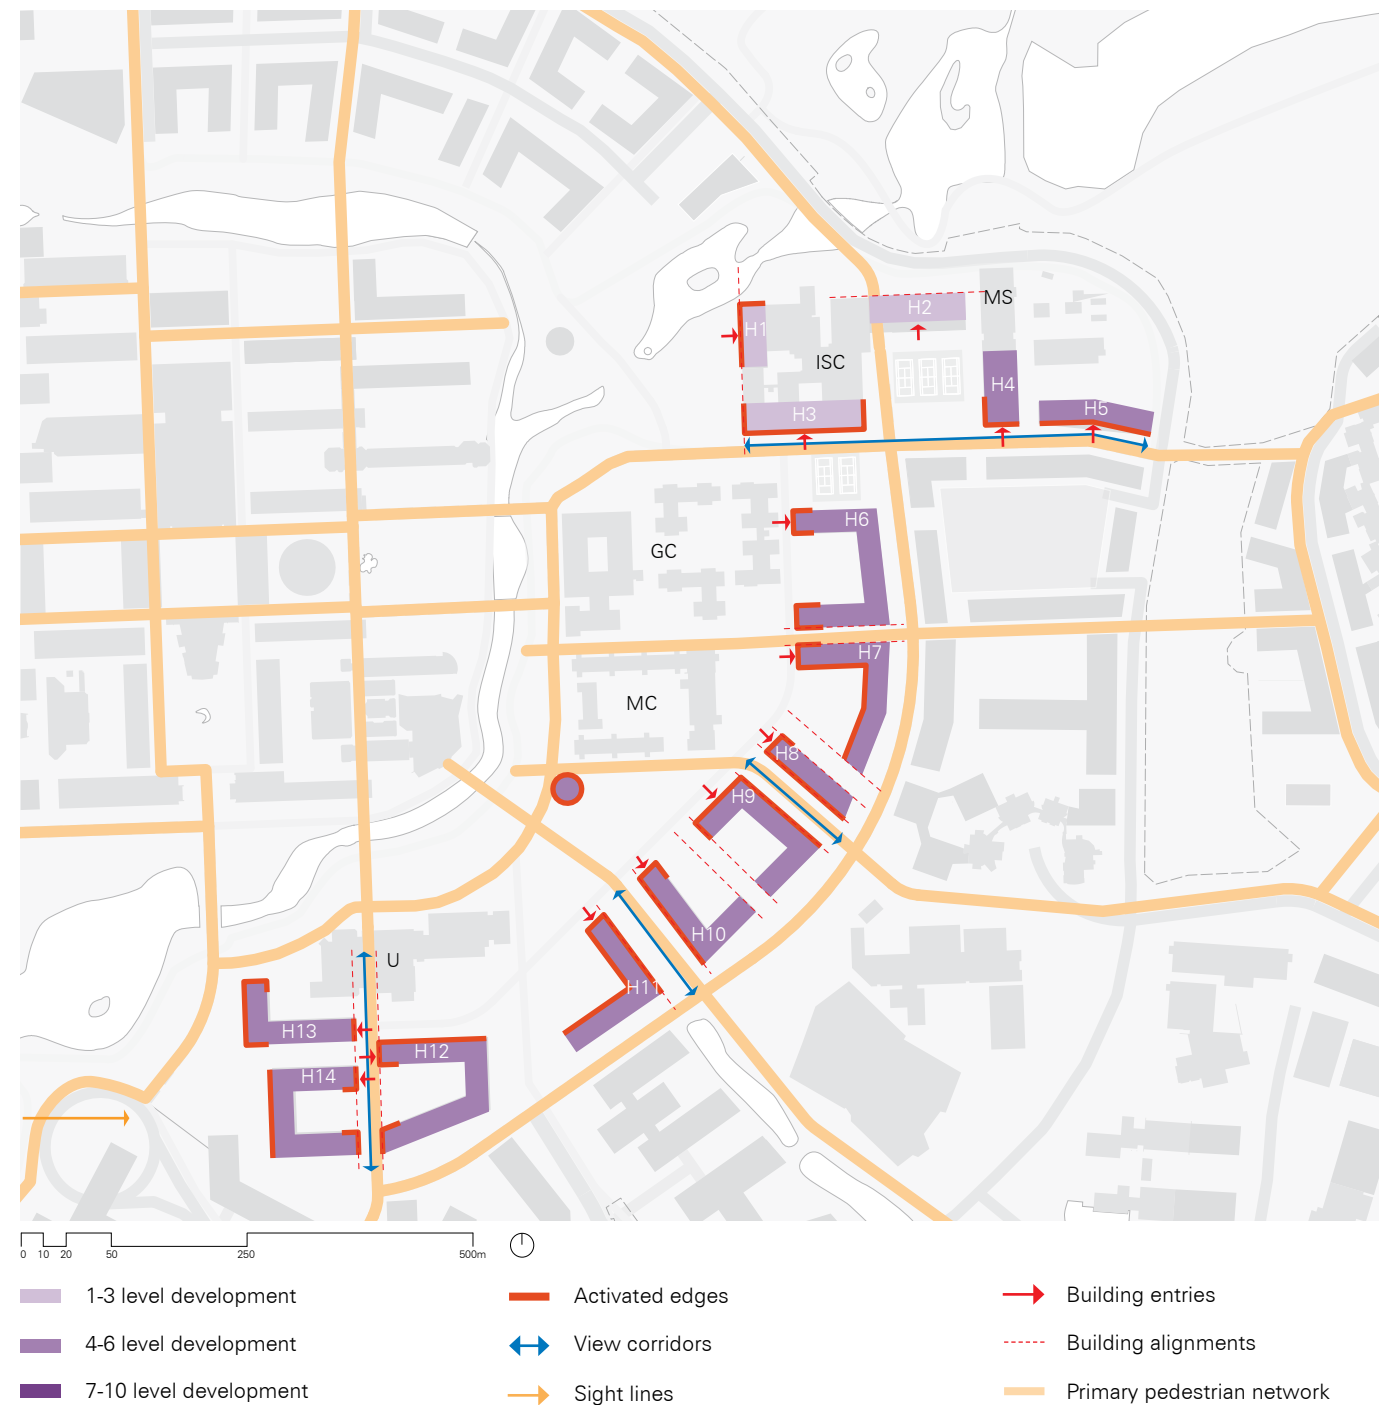 MS
H2
H1
ISC
H4
H3
H5
H6
GC
H7
MC
H8
H9
H10
U
H11
H13
H12
H14
0 10 20 50 250 500m
1-3 level development
Activated edges
Building entries
4-6 level development
View corridors
Building alignments
7-10 level development
Sight lines
Primary pedestrian network